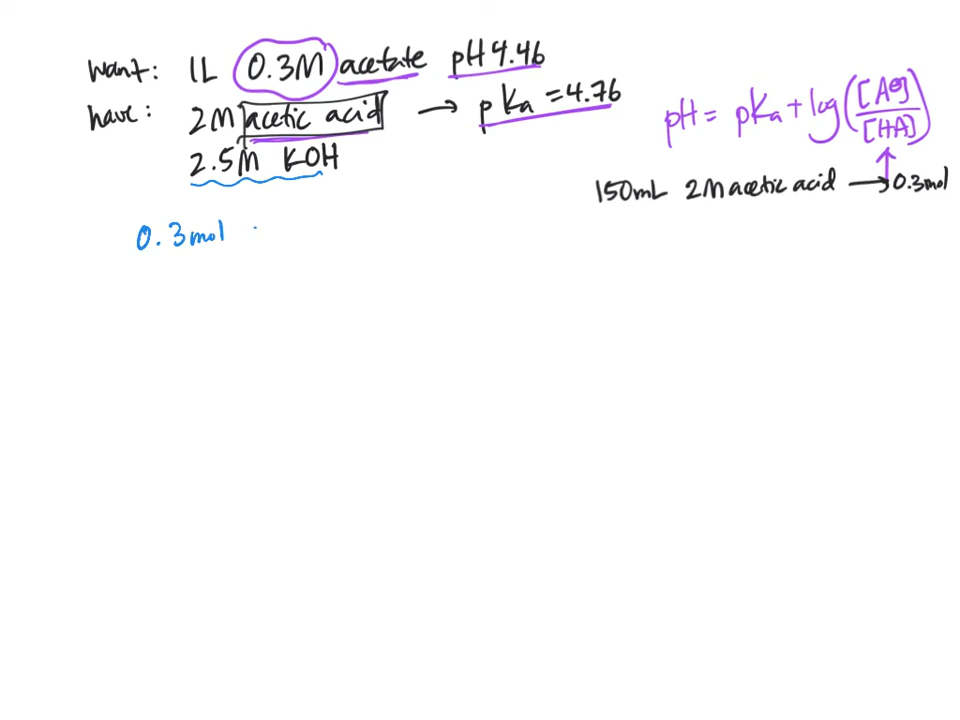 want: 1L 0.3M acetate pH 4.46
have: 2M acetic acid → pKa = 4.76
2.5M KOH
pH = pKa + log([A⊖]/[HA])
150mL 2M acetic acid → 0.3mol
0.3mol